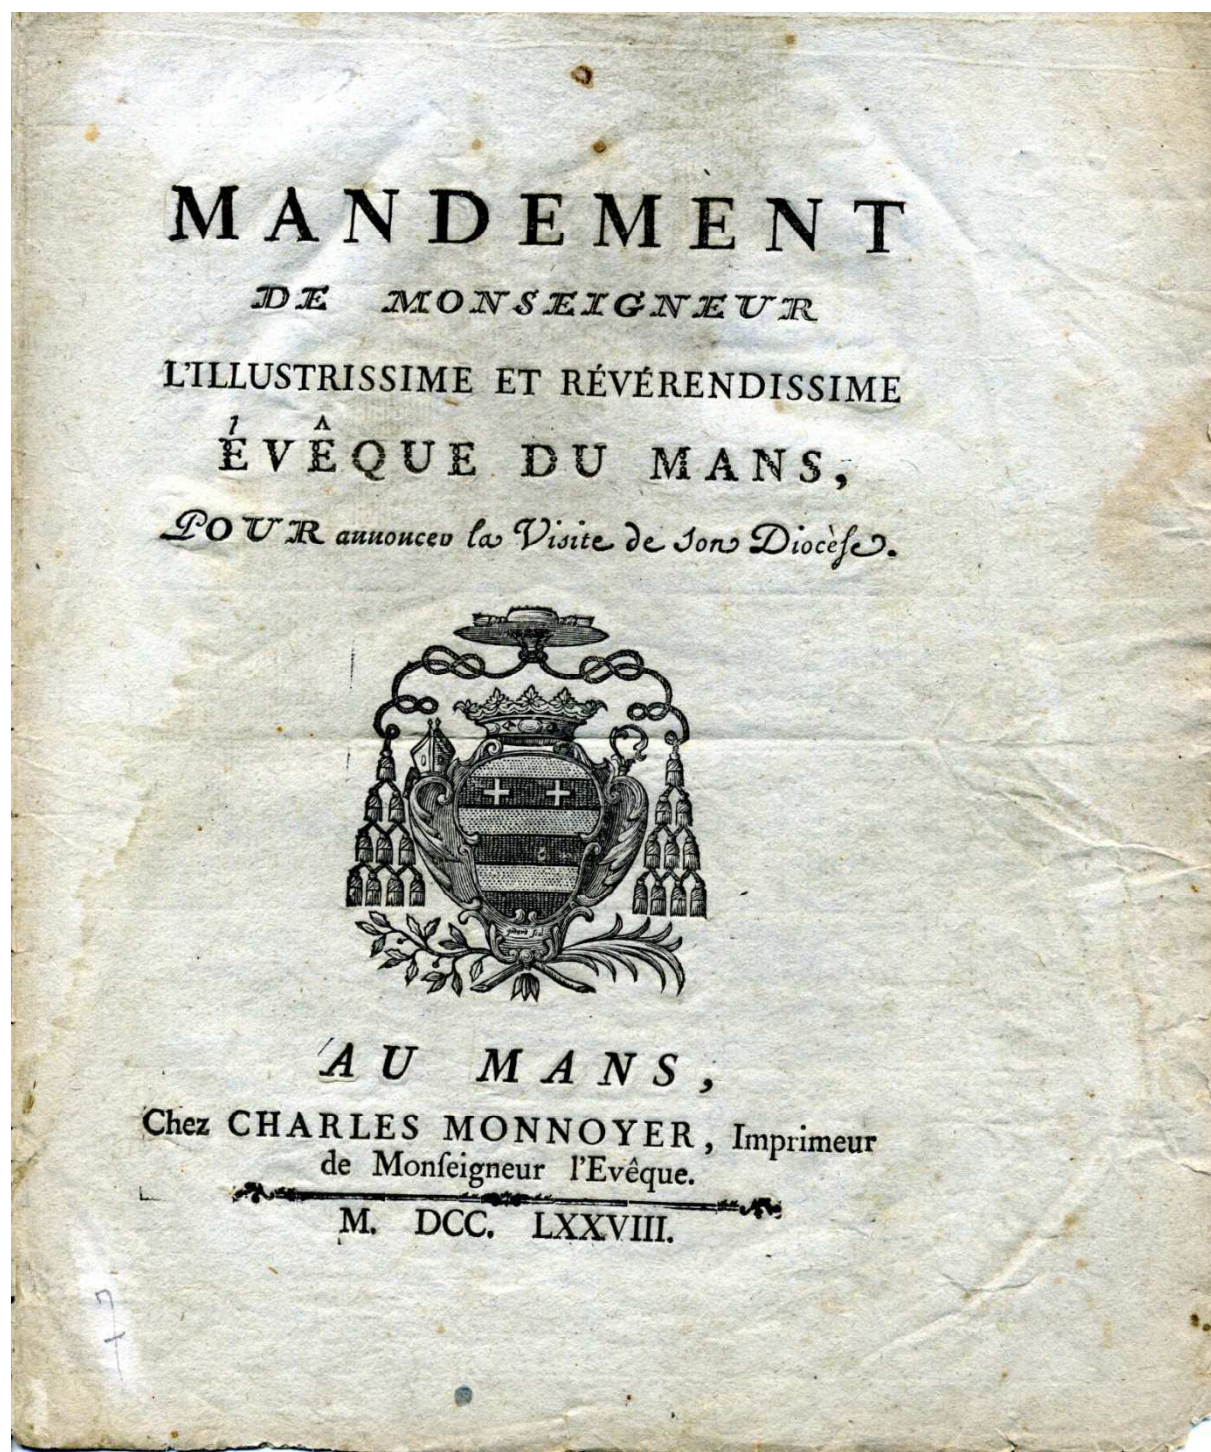 MANDEMENT
DE MONSEIGNEUR
L'ILLUSTRISSIME ET RÉVÉRENDISSIME
ÉVÊQUE DU MANS,
POUR annoncer la Visite de son Diocèſe.
AU MANS,
Chez CHARLES MONNOYER, Imprimeur
de Monſeigneur l'Evêque.
M. DCC. LXXVIII.